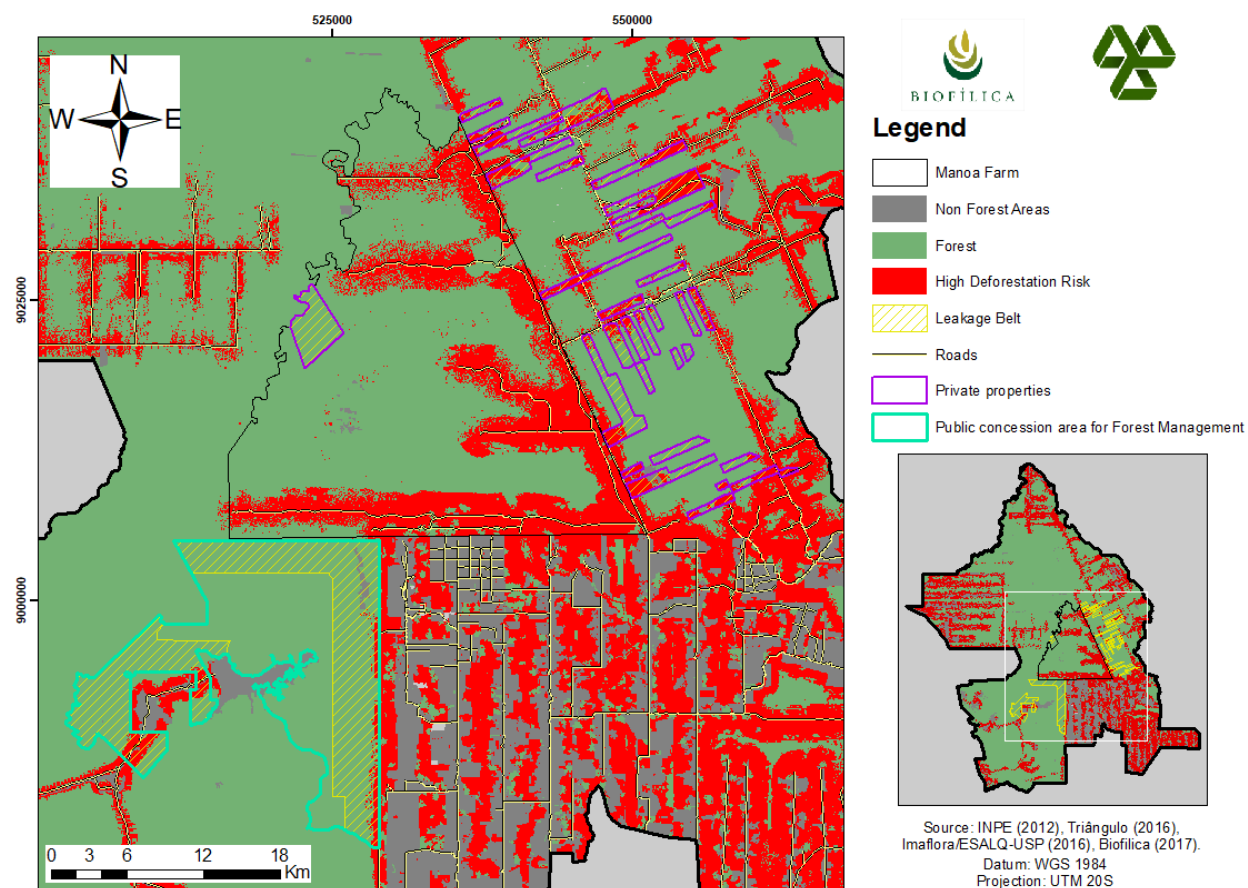 525000
550000
N
W
E
S
9025000
9000000
0
3
6
12
18
Km
BIOFÍLICA
Legend
Manoa Farm
Non Forest Areas
Forest
High Deforestation Risk
Leakage Belt
Roads
Private properties
Public concession area for Forest Management
Source: INPE (2012), Triângulo (2016),
Imaflora/ESALQ-USP (2016), Biofílica (2017).
Datum: WGS 1984
Projection: UTM 20S